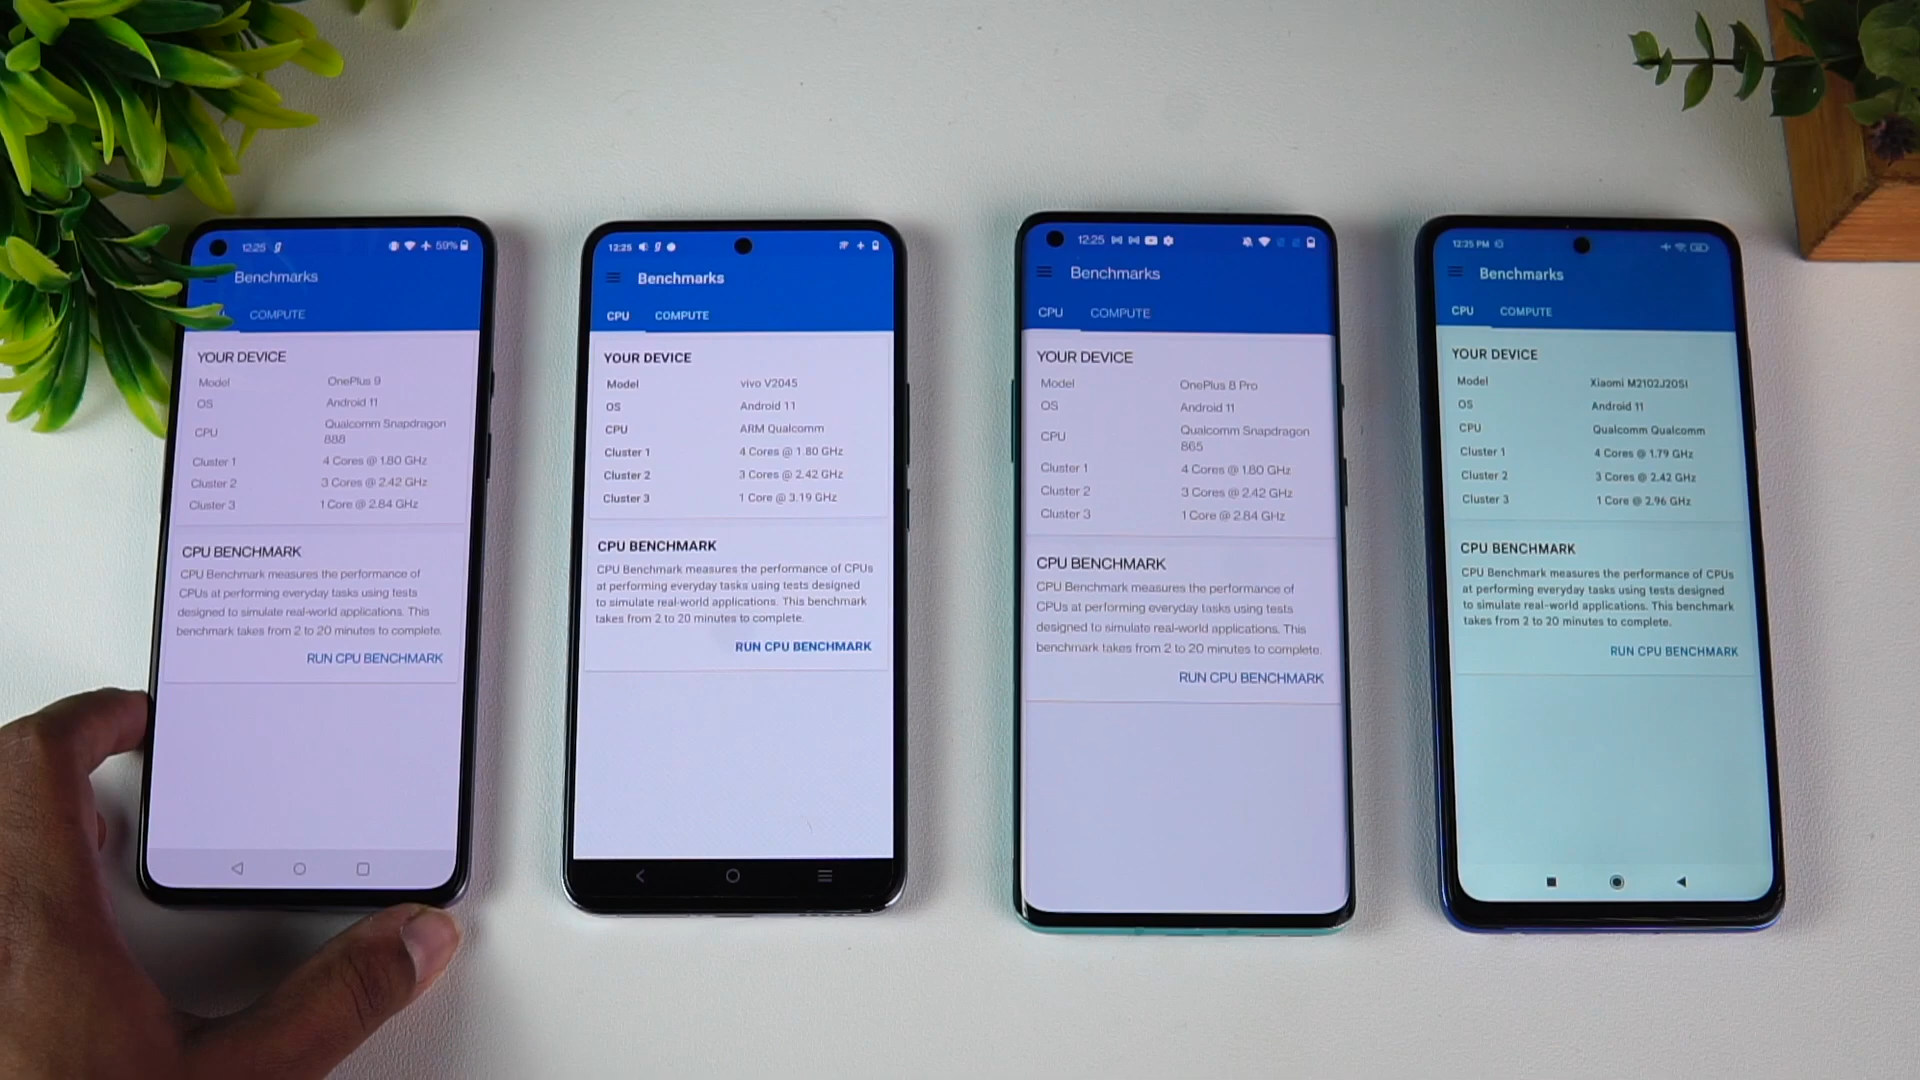 12:25
59%
Benchmarks
COMPUTE
YOUR DEVICE
Model OnePlus 9
OS Android 11
CPU Qualcomm Snapdragon
888
Cluster 1 4 Cores @ 1.80 GHz
Cluster 2 3 Cores @ 2.42 GHz
Cluster 3 1 Core @ 2.84 GHz
CPU BENCHMARK
CPU Benchmark measures the performance of
CPUs at performing everyday tasks using tests
designed to simulate real-world applications. This
benchmark takes from 2 to 20 minutes to complete.
RUN CPU BENCHMARK
12:25
Benchmarks
CPU COMPUTE
YOUR DEVICE
Model vivo V2045
OS Android 11
CPU ARM Qualcomm
Cluster 1 4 Cores @ 1.80 GHz
Cluster 2 3 Cores @ 2.42 GHz
Cluster 3 1 Core @ 3.19 GHz
CPU BENCHMARK
CPU Benchmark measures the performance of CPUs
at performing everyday tasks using tests designed
to simulate real-world applications. This benchmark
takes from 2 to 20 minutes to complete.
RUN CPU BENCHMARK
12:25
Benchmarks
CPU COMPUTE
YOUR DEVICE
Model OnePlus 8 Pro
OS Android 11
CPU Qualcomm Snapdragon
865
Cluster 1 4 Cores @ 1.80 GHz
Cluster 2 3 Cores @ 2.42 GHz
Cluster 3 1 Core @ 2.84 GHz
CPU BENCHMARK
CPU Benchmark measures the performance of
CPUs at performing everyday tasks using tests
designed to simulate real-world applications. This
benchmark takes from 2 to 20 minutes to complete.
RUN CPU BENCHMARK
12:25 PM
Benchmarks
CPU COMPUTE
YOUR DEVICE
Model Xiaomi M2102J20SI
OS Android 11
CPU Qualcomm Qualcomm
Cluster 1 4 Cores @ 1.79 GHz
Cluster 2 3 Cores @ 2.42 GHz
Cluster 3 1 Core @ 2.96 GHz
CPU BENCHMARK
CPU Benchmark measures the performance of CPUs
at performing everyday tasks using tests designed
to simulate real-world applications. This benchmark
takes from 2 to 20 minutes to complete.
RUN CPU BENCHMARK